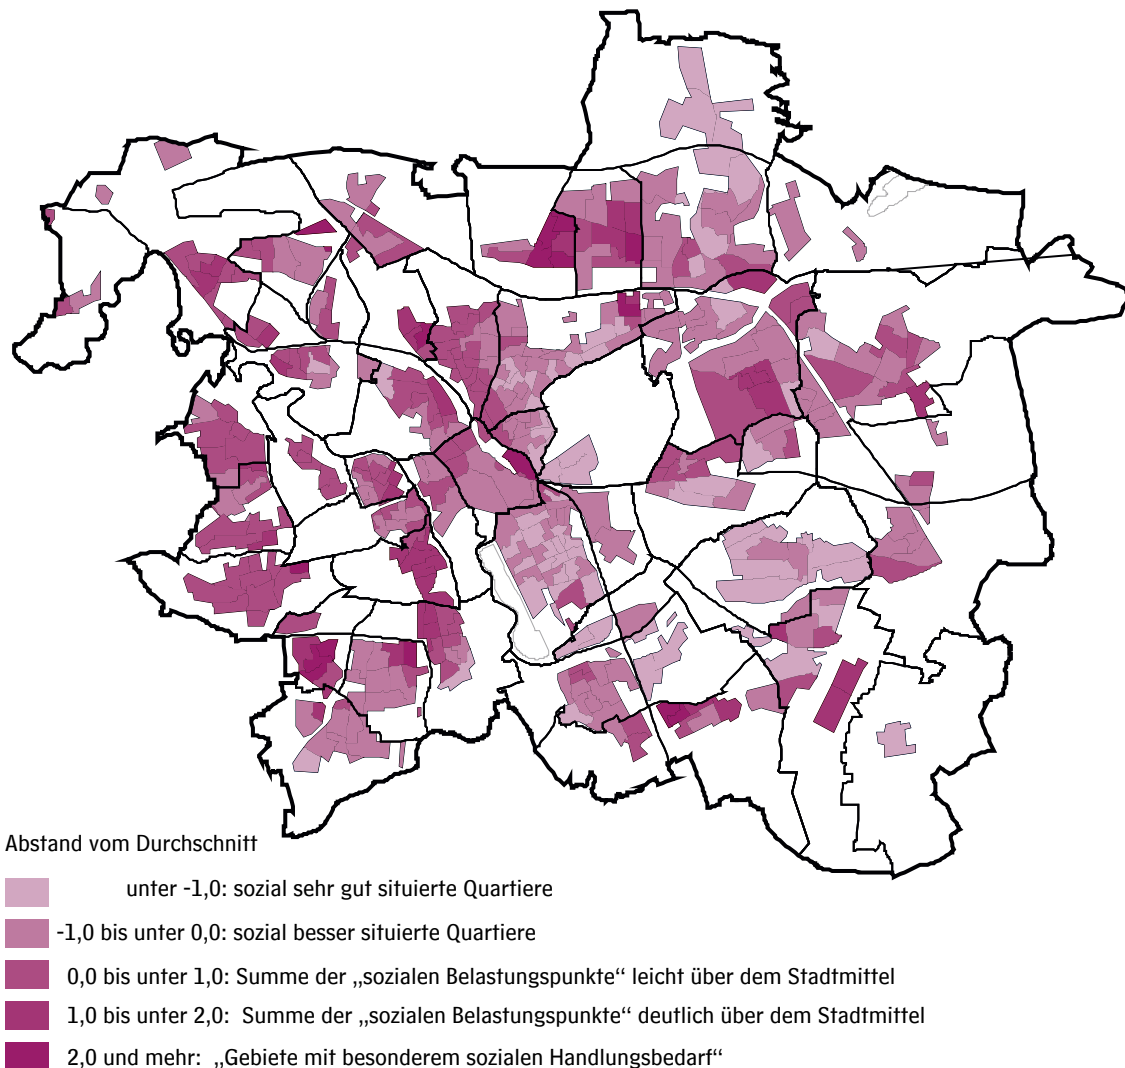 Abstand vom Durchschnitt
unter -1,0: sozial sehr gut situierte Quartiere
-1,0 bis unter 0,0: sozial besser situierte Quartiere
0,0 bis unter 1,0: Summe der „sozialen Belastungspunkte“ leicht über dem Stadtmittel
1,0 bis unter 2,0: Summe der „sozialen Belastungspunkte“ deutlich über dem Stadtmittel
2,0 und mehr: „Gebiete mit besonderem sozialen Handlungsbedarf“